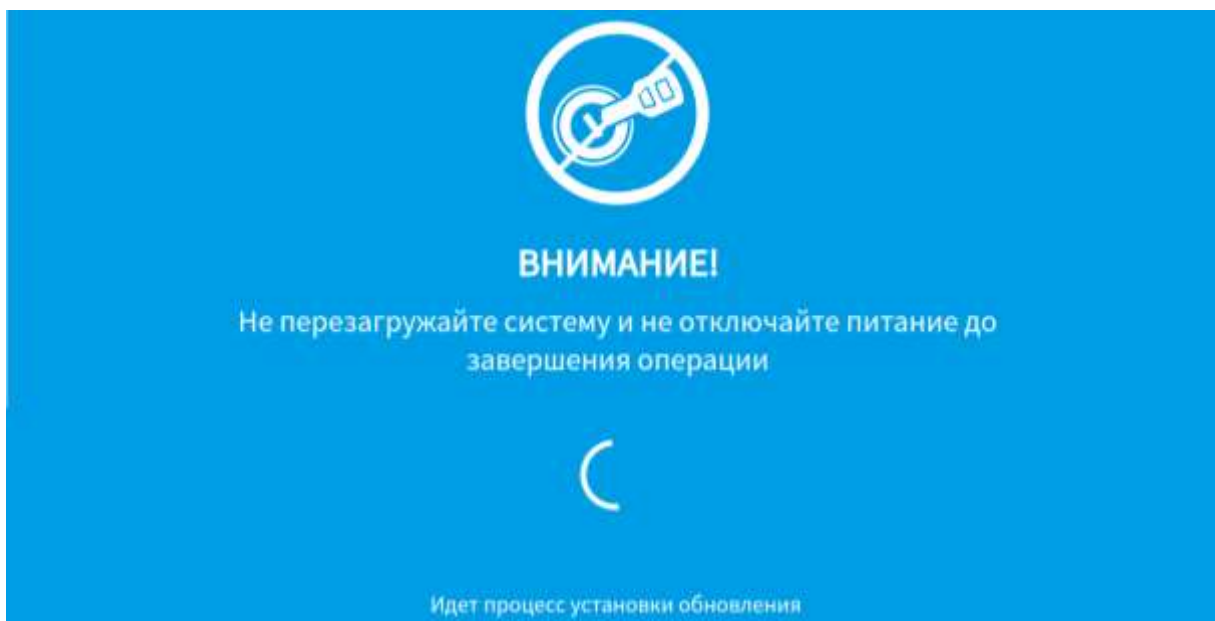 ВНИМАНИЕ!
Не перезагружайте систему и не отключайте питание до
завершения операции
Идет процесс установки обновления